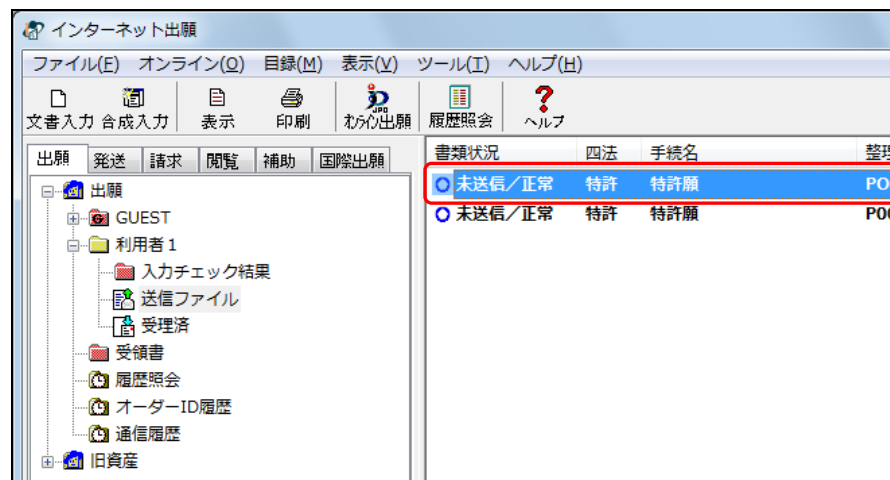 インターネット出願
ファイル(F) オンライン(O) 目録(M) 表示(V) ツール(T) ヘルプ(H)
文書入力 合成入力 表示 印刷 オンライン出願 履歴照会 ヘルプ
出願 発送 請求 閲覧 補助 国際出願
書類状況 四法 手続名 整理
未送信/正常 特許 特許願 P00
未送信/正常 特許 特許願 P00
出願
GUEST
利用者1
入力チェック結果
送信ファイル
受理済
受領書
履歴照会
オーダーID履歴
通信履歴
旧資産